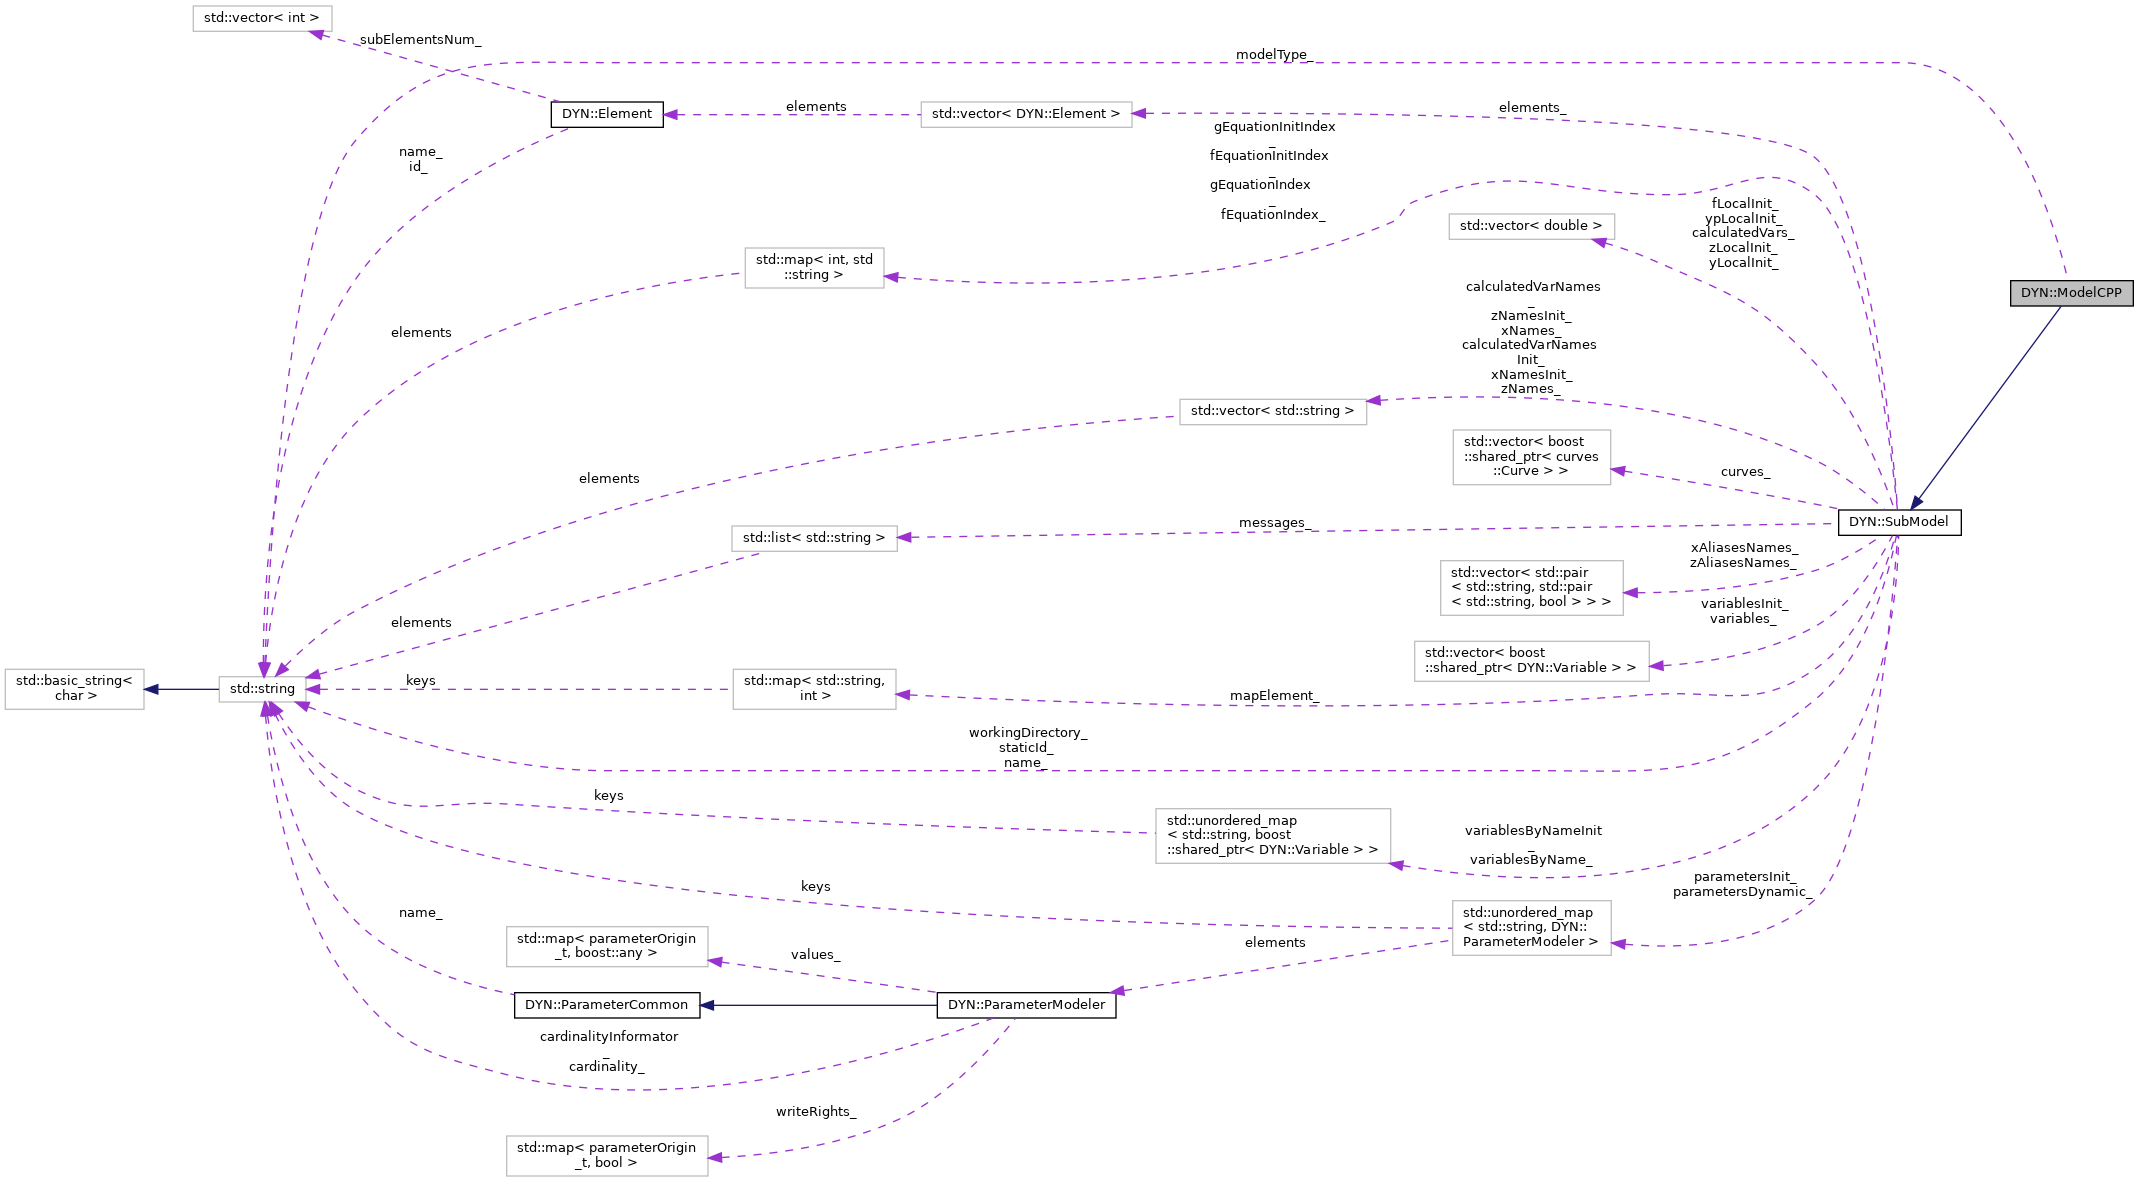 std::vector< int >
subElementsNum_
modelType_
DYN::Element
elements
std::vector< DYN::Element >
elements_
name_
id_
gEquationInitIndex
_
fEquationInitIndex
_
gEquationIndex
_
fEquationIndex_
std::vector< double >
fLocalInit_
ypLocalInit_
calculatedVars_
zLocalInit_
yLocalInit_
std::map< int, std
::string >
DYN::ModelCPP
elements
calculatedVarNames
_
zNamesInit_
xNames_
calculatedVarNames
Init_
xNamesInit_
zNames_
std::vector< std::string >
std::vector< boost
::shared_ptr< curves
::Curve > >
curves_
elements
DYN::SubModel
messages_
std::list< std::string >
xAliasesNames_
zAliasesNames_
std::vector< std::pair
< std::string, std::pair
< std::string, bool > > >
variablesInit_
variables_
elements
std::vector< boost
::shared_ptr< DYN::Variable > >
std::basic_string<
char >
std::string
keys
std::map< std::string,
int >
mapElement_
workingDirectory_
staticId_
name_
keys
std::unordered_map
< std::string, boost
::shared_ptr< DYN::Variable > >
variablesByNameInit
_
variablesByName_
parametersInit_
parametersDynamic_
keys
name_
std::unordered_map
< std::string, DYN::
ParameterModeler >
elements
std::map< parameterOrigin
_t, boost::any >
values_
DYN::ParameterCommon
DYN::ParameterModeler
cardinalityInformator
_
cardinality_
writeRights_
std::map< parameterOrigin
_t, bool >